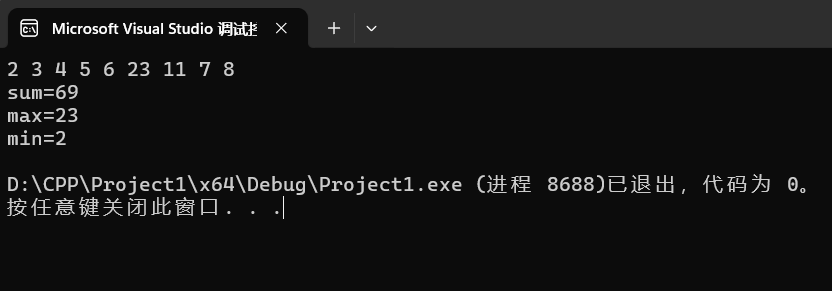 Microsoft Visual Studio 调试
2 3 4 5 6 23 11 7 8
sum=69
max=23
min=2
D:\CPP\Project1\x64\Debug\Project1.exe (进程 8688)已退出，代码为 0。
按任意键关闭此窗口. . .